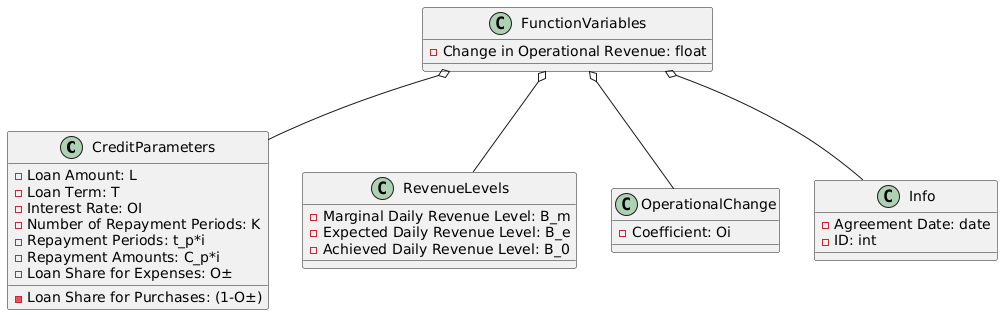 C FunctionVariables
Change in Operational Revenue: float
C CreditParameters
Loan Amount: L
Loan Term: T
Interest Rate: OI
Number of Repayment Periods: K
Repayment Periods: t_p*i
Repayment Amounts: C_p*i
Loan Share for Expenses: O±
Loan Share for Purchases: (1-O±)
C RevenueLevels
Marginal Daily Revenue Level: B_m
Expected Daily Revenue Level: B_e
Achieved Daily Revenue Level: B_0
C OperationalChange
Coefficient: Oi
C Info
Agreement Date: date
ID: int